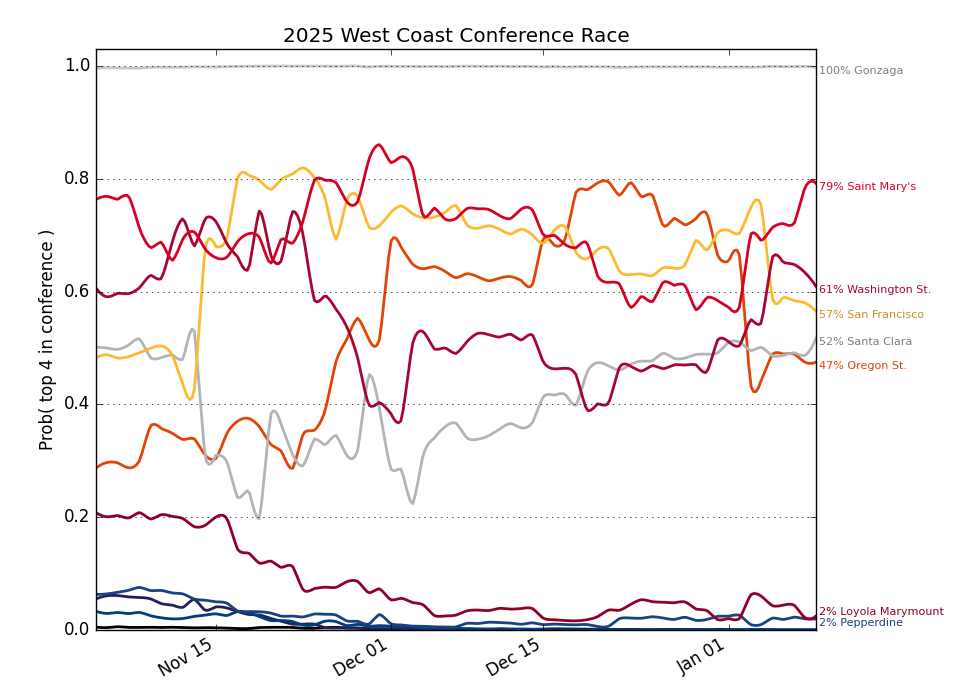 2025 West Coast Conference Race
Prob( top 4 in conference )
1.0
0.8
0.6
0.4
0.2
0.0
Nov 15
Dec 01
Dec 15
Jan 01
100% Gonzaga
79% Saint Mary's
61% Washington St.
57% San Francisco
52% Santa Clara
47% Oregon St.
2% Loyola Marymount
2% Pepperdine